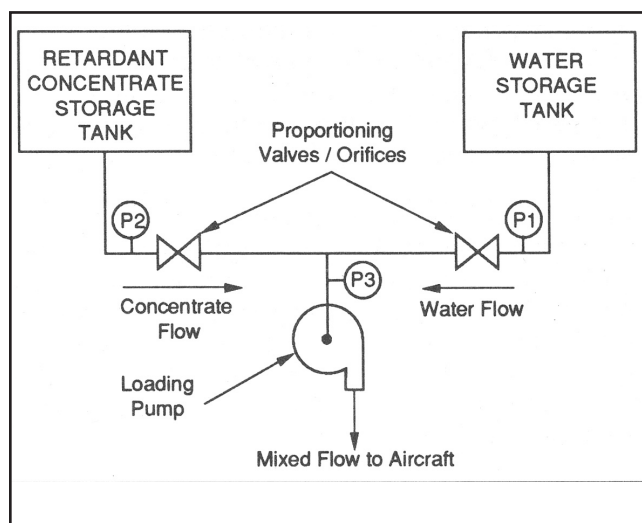 RETARDANT
CONCENTRATE
STORAGE
TANK
WATER
STORAGE
TANK
Proportioning
Valves / Orifices
P2
P1
P3
Concentrate
Flow
Water Flow
Loading
Pump
Mixed Flow to Aircraft